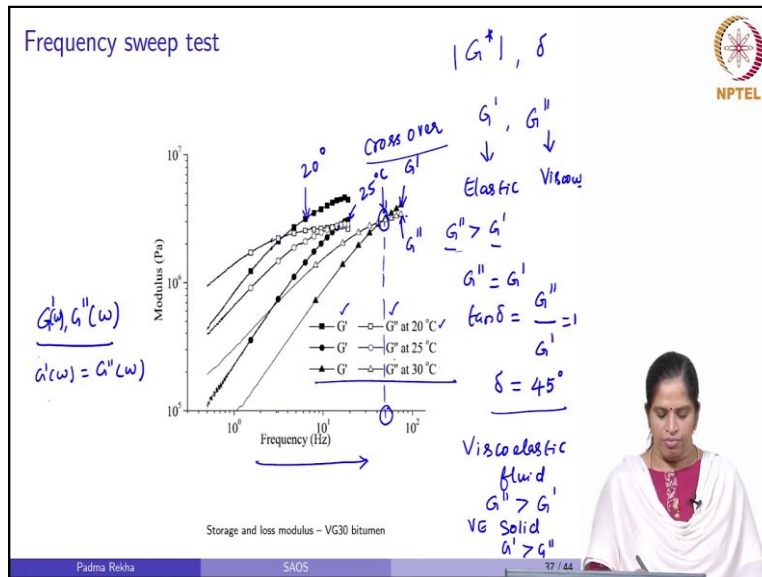 Frequency sweep test
|G*|, δ
NPTEL
G', G"
Elastic Viscous
G" > G'
G" = G'
tanδ = G"/G' = 1
δ = 45°
Viscoelastic
fluid
G" > G'
VE Solid
G' > G"
cross over
20°
25°
°C
G'
G"
10⁷
10⁶
10⁵
Modulus (Pa)
G' G" at 20 °C
G' G" at 25 °C
G' G" at 30 °C
10⁰ 10¹ 10²
Frequency (Hz)
G'(ω), G"(ω)
G'(ω) = G"(ω)
Storage and loss modulus – VG30 bitumen
Padma Rekha SAOS 37 / 44